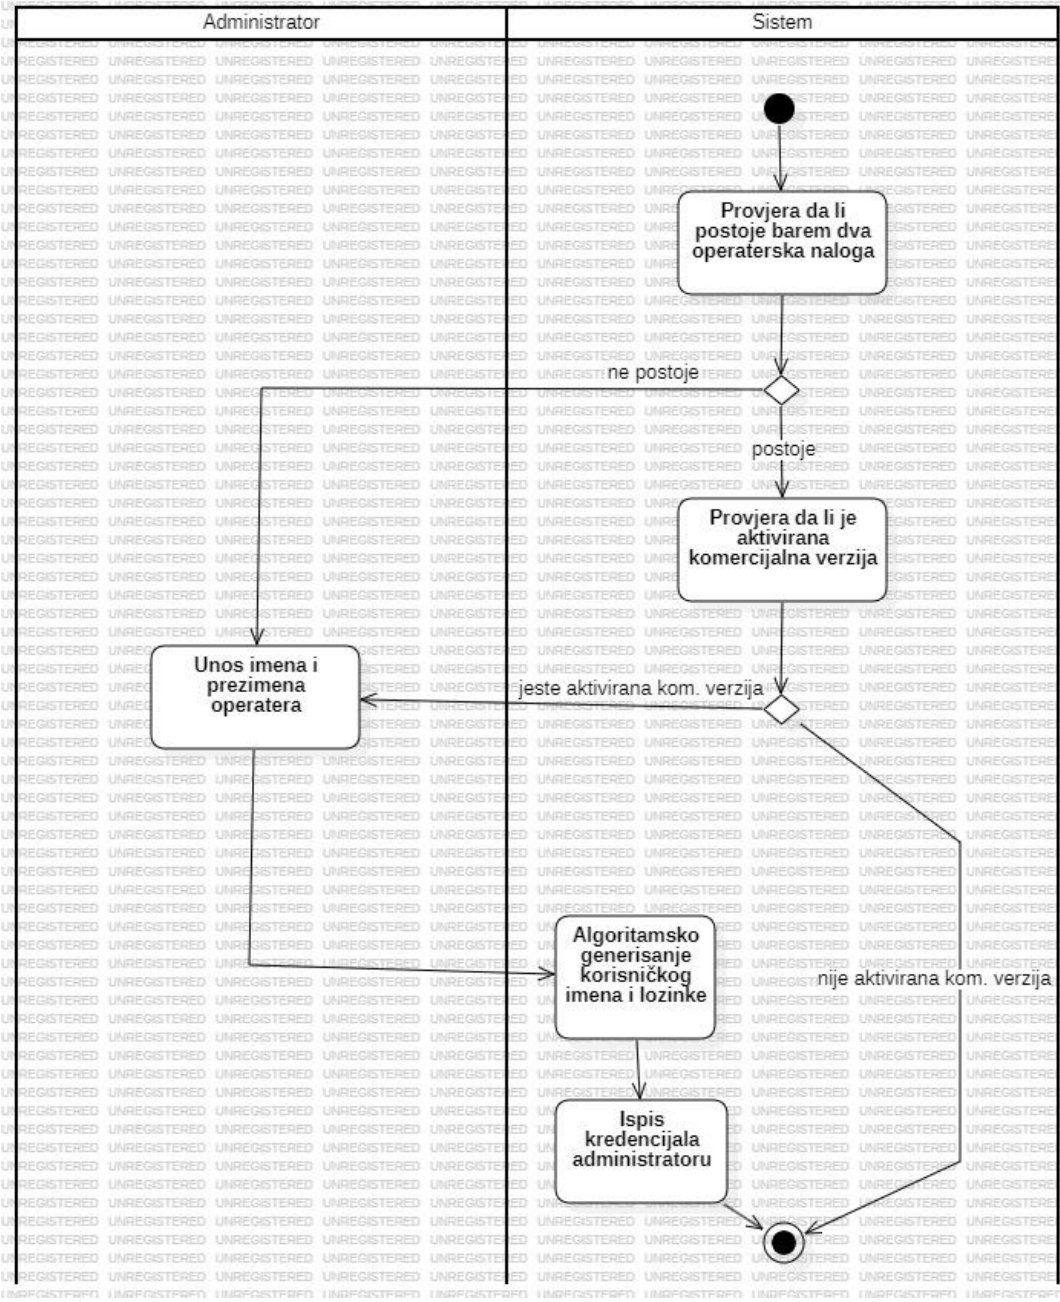 Administrator
Sistem
Provjera da li
postoje barem dva
operaterska naloga
ne postoje
postoje
Provjera da li je
aktivirana
komercijalna verzija
Unos imena i
prezimena
operatera
jeste aktivirana kom. verzija
Algoritamsko
generisanje
korisničkog
imena i lozinke
nije aktivirana kom. verzija
Ispis
kredencijala
administratoru
UNREGISTERED